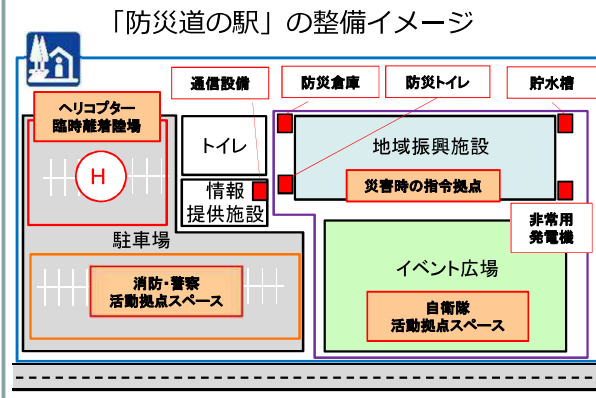 「防災道の駅」の整備イメージ
通信設備
防災倉庫
防災トイレ
貯水槽
ヘリコプター
臨時離着陸場
H
トイレ
情報
提供施設
地域振興施設
災害時の指令拠点
非常用
発電機
駐車場
消防・警察
活動拠点スペース
イベント広場
自衛隊
活動拠点スペース